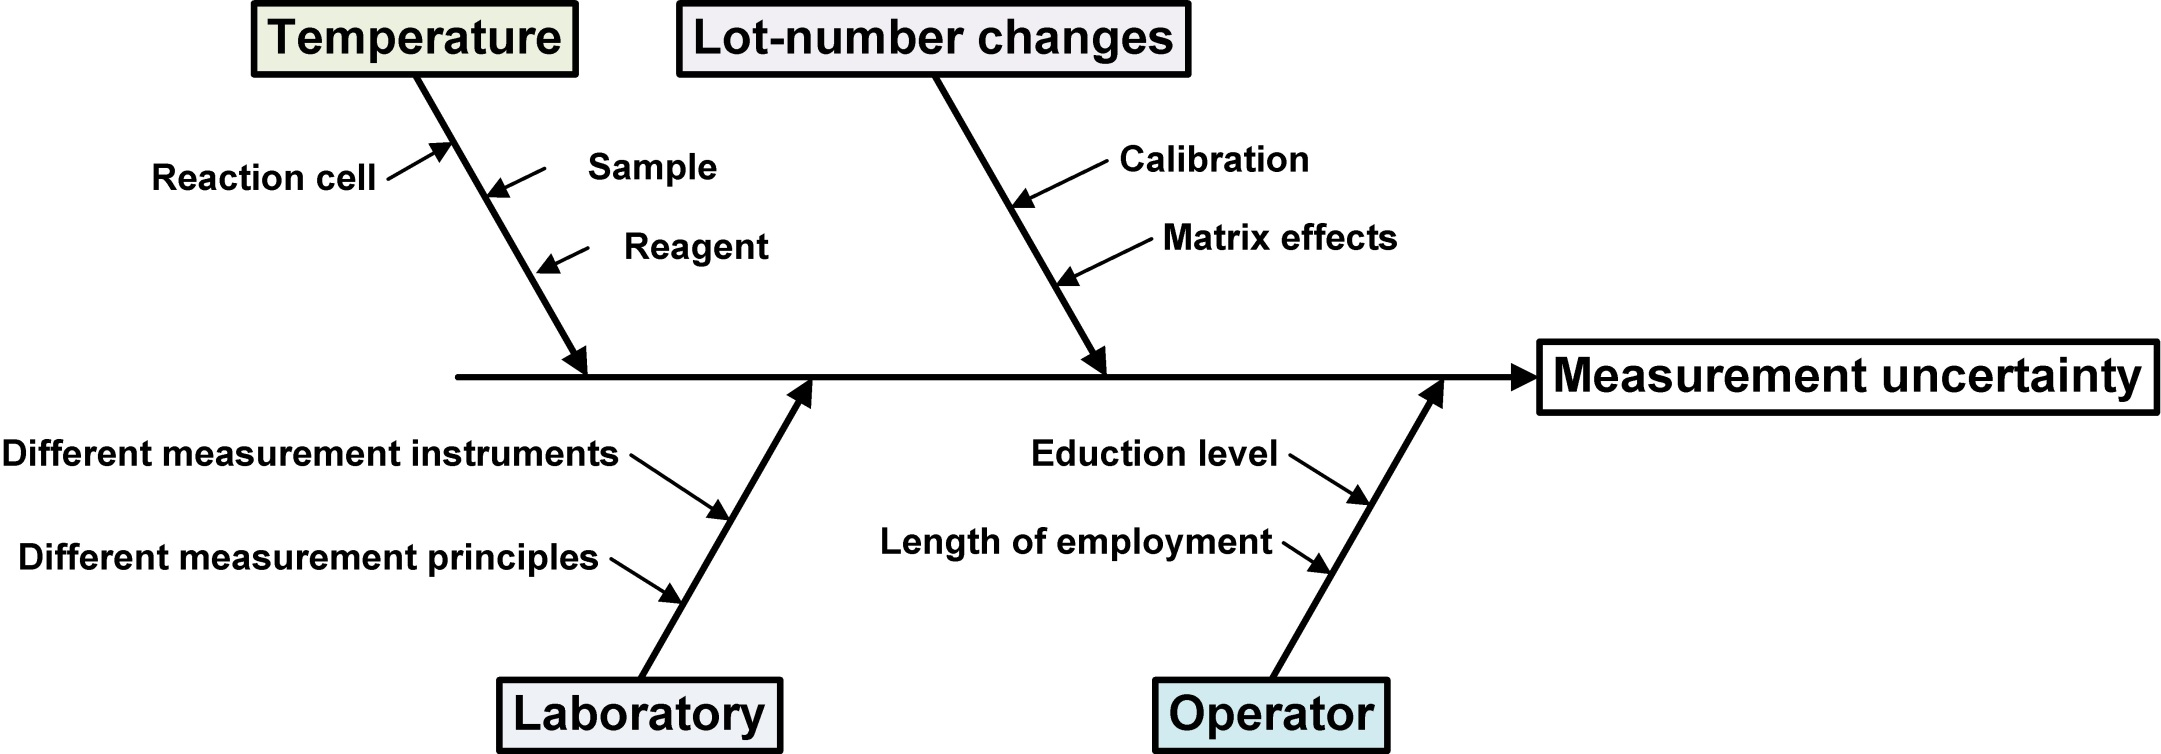 Temperature
Lot-number changes
Reaction cell
Sample
Calibration
Reagent
Matrix effects
Measurement uncertainty
Different measurement instruments
Eduction level
Different measurement principles
Length of employment
Laboratory
Operator